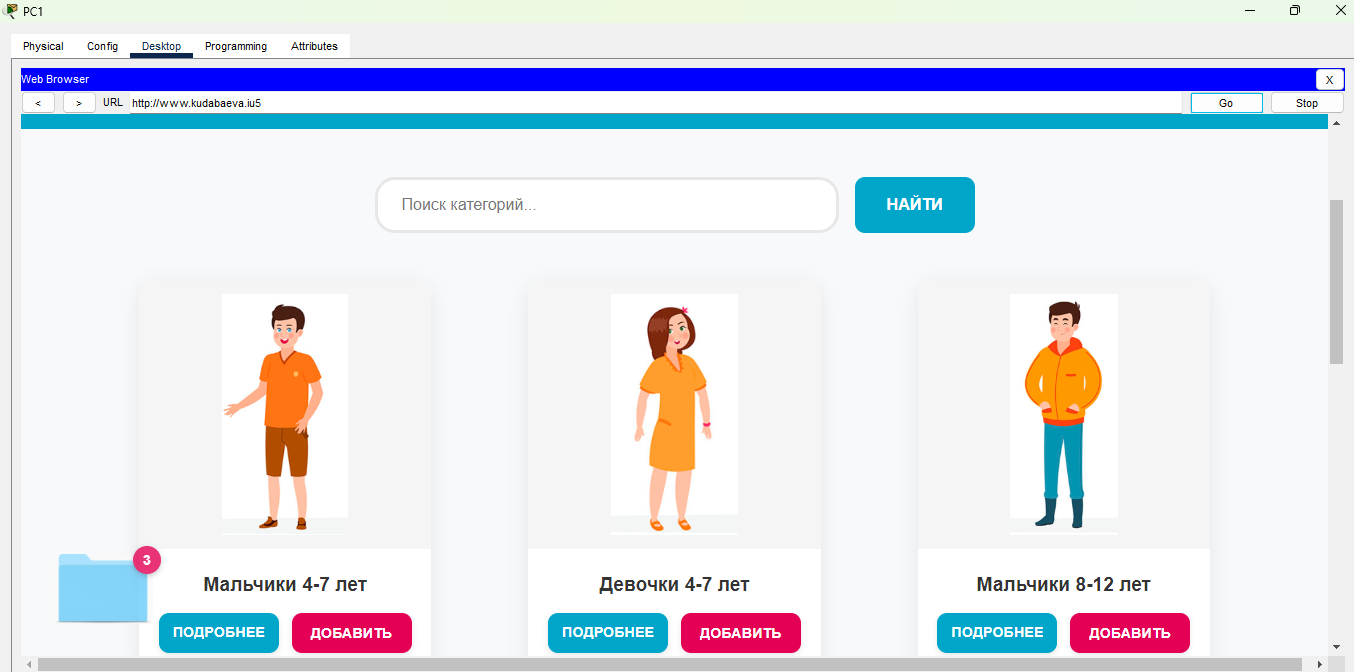 PC1
Physical Config Desktop Programming Attributes
Web Browser X
< > URL http://www.kudabaeva.iu5 Go Stop
Поиск категорий... НАЙТИ
3
Мальчики 4-7 лет Девочки 4-7 лет Мальчики 8-12 лет
ПОДРОБНЕЕ ДОБАВИТЬ ПОДРОБНЕЕ ДОБАВИТЬ ПОДРОБНЕЕ ДОБАВИТЬ